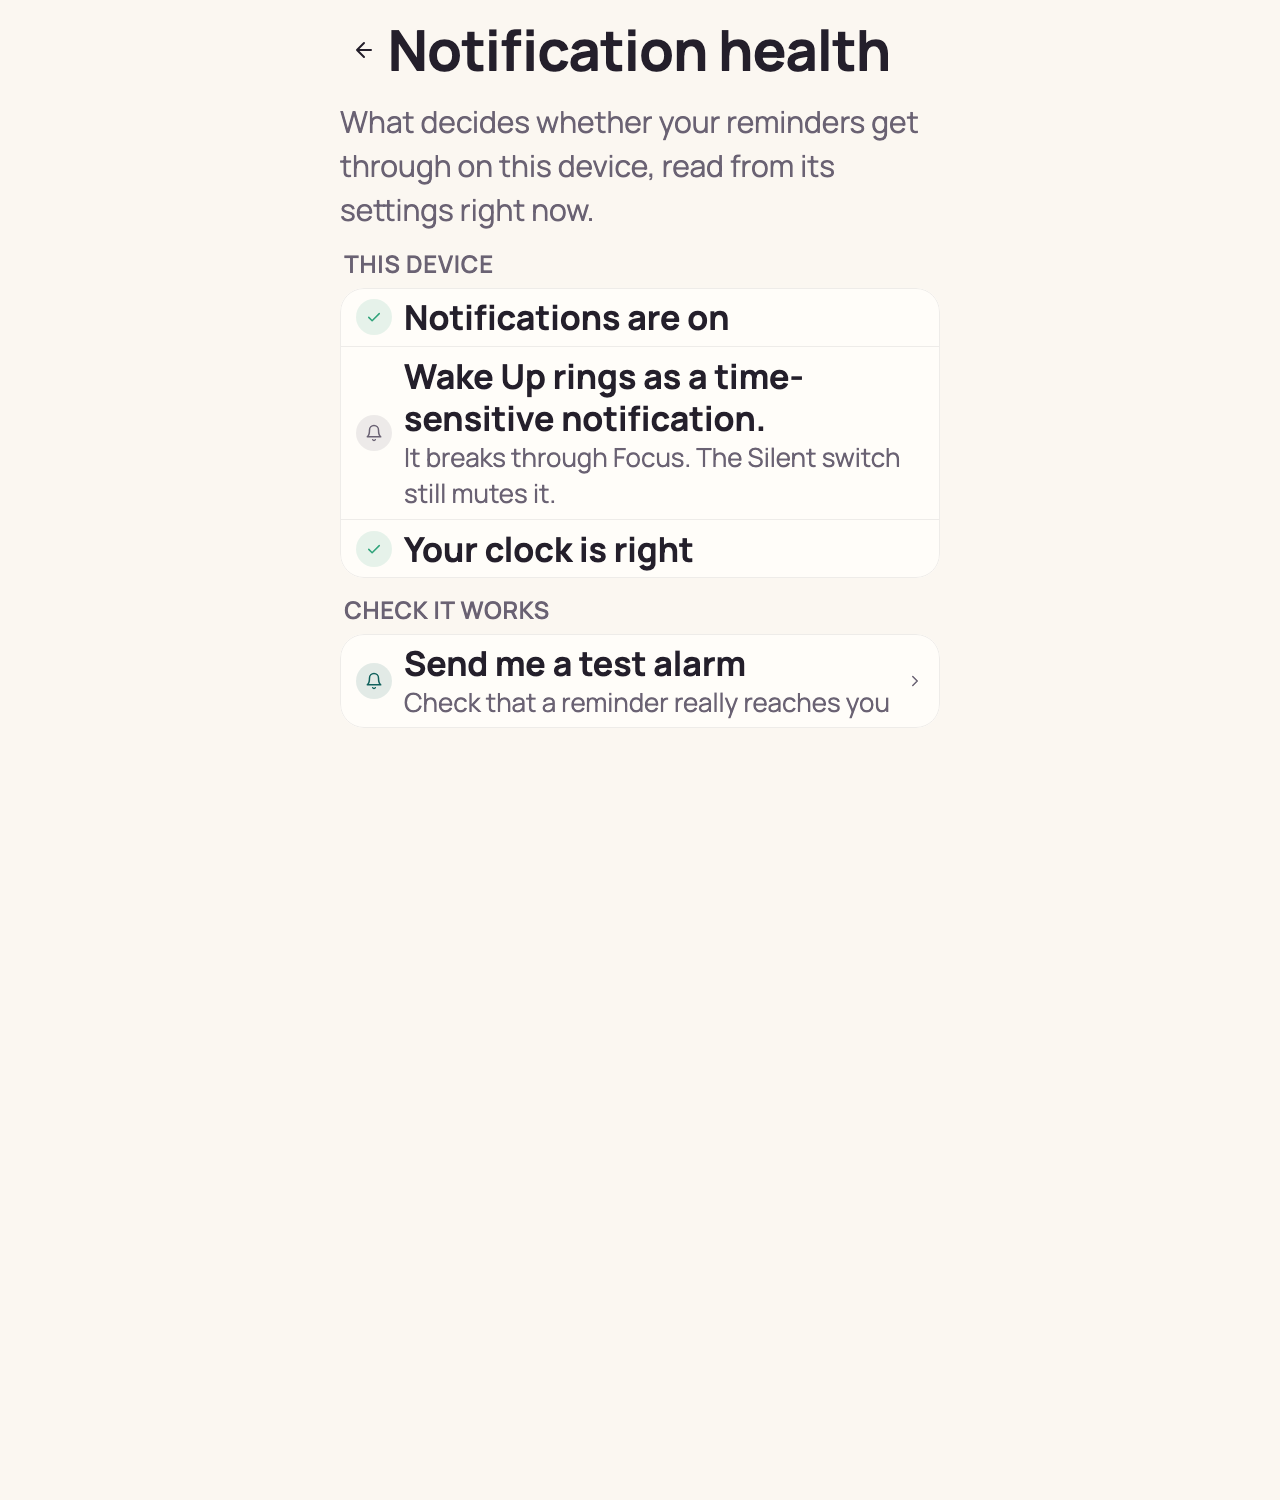 Notification health
What decides whether your reminders get
through on this device, read from its
settings right now.
THIS DEVICE
Notifications are on
Wake Up rings as a time-
sensitive notification.
It breaks through Focus. The Silent switch
still mutes it.
Your clock is right
CHECK IT WORKS
Send me a test alarm
Check that a reminder really reaches you